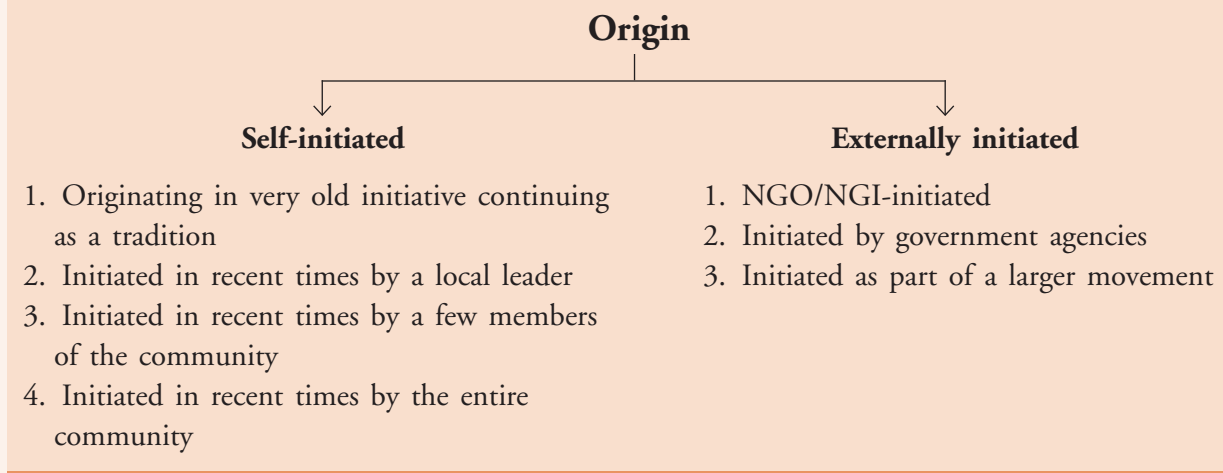 Origin
Self-initiated
1. Originating in very old initiative continuing
as a tradition
2. Initiated in recent times by a local leader
3. Initiated in recent times by a few members
of the community
4. Initiated in recent times by the entire
community
Externally initiated
1. NGO/NGI-initiated
2. Initiated by government agencies
3. Initiated as part of a larger movement